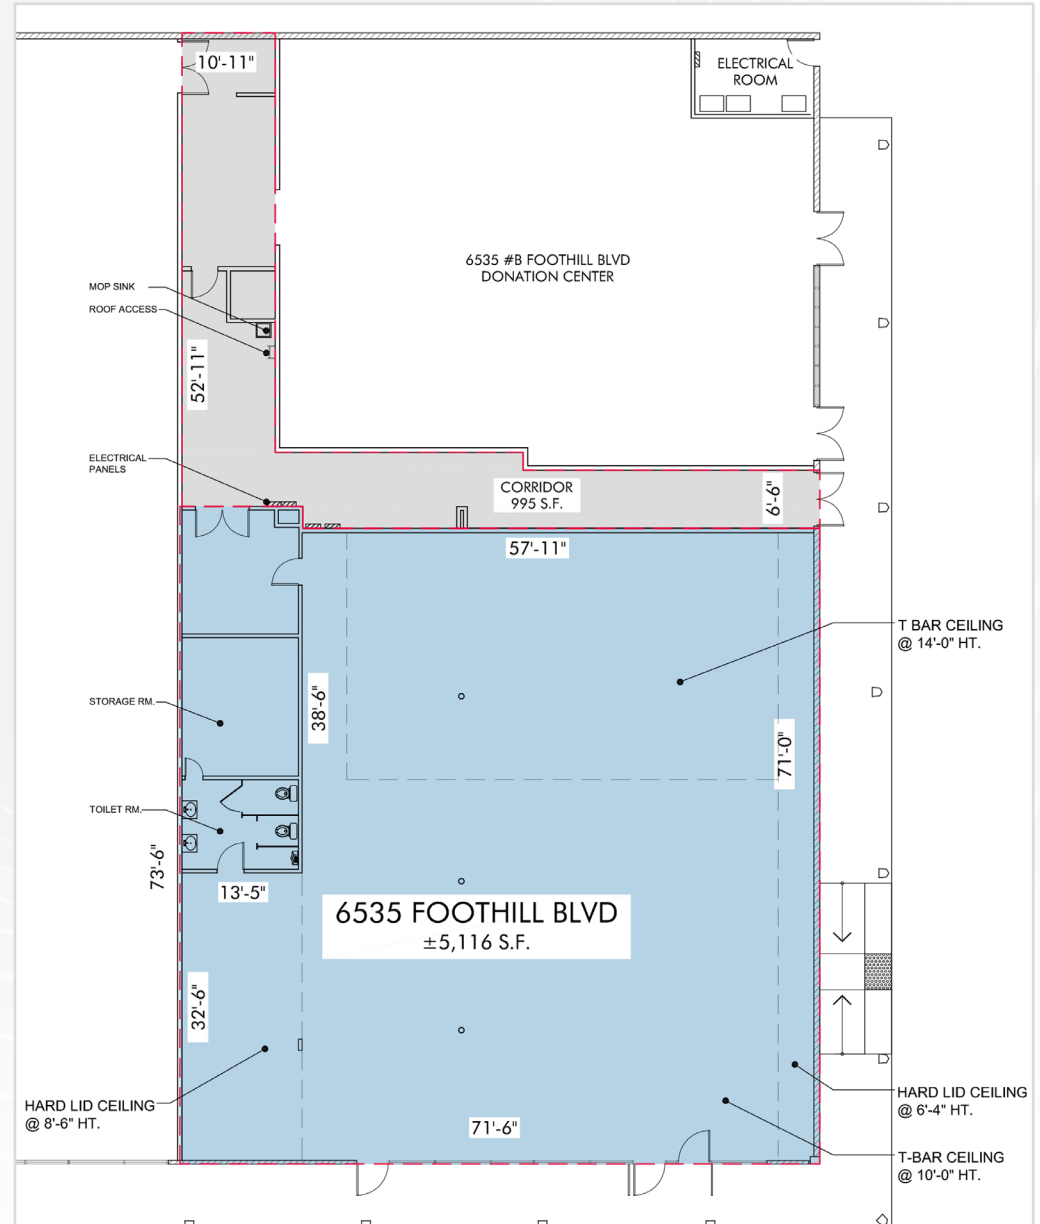 10'-11"
ELECTRICAL
ROOM
6535 #B FOOTHILL BLVD
DONATION CENTER
MOP SINK
ROOF ACCESS
52'-11"
ELECTRICAL
PANELS
CORRIDOR
995 S.F.
6'-6"
57'-11"
T BAR CEILING
@ 14'-0" HT.
STORAGE RM.
38'-6"
71'-0"
TOILET RM.
73'-6"
13'-5"
6535 FOOTHILL BLVD
±5,116 S.F.
32'-6"
HARD LID CEILING
@ 8'-6" HT.
HARD LID CEILING
@ 6'-4" HT.
71'-6"
T-BAR CEILING
@ 10'-0" HT.